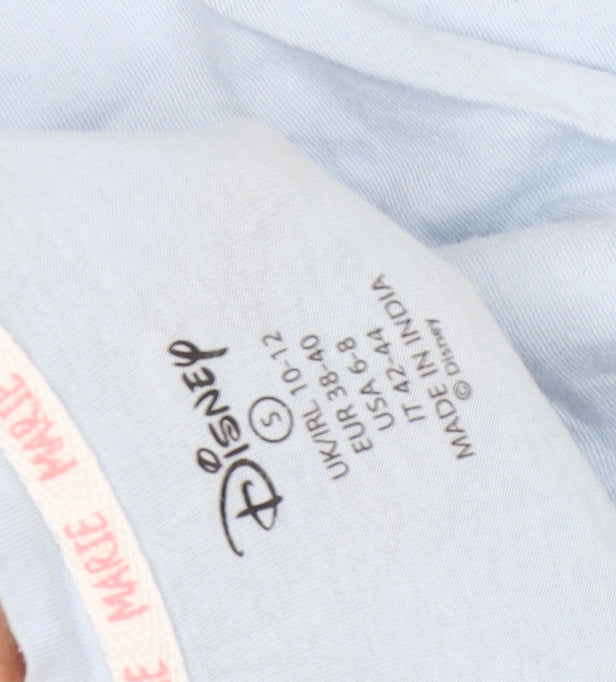 Disney
S
UK/IRL 10-12
EUR 38-40
USA 6-8
IT 42-44
MADE IN INDIA
© Disney
MARIE
MARIE
MARIE